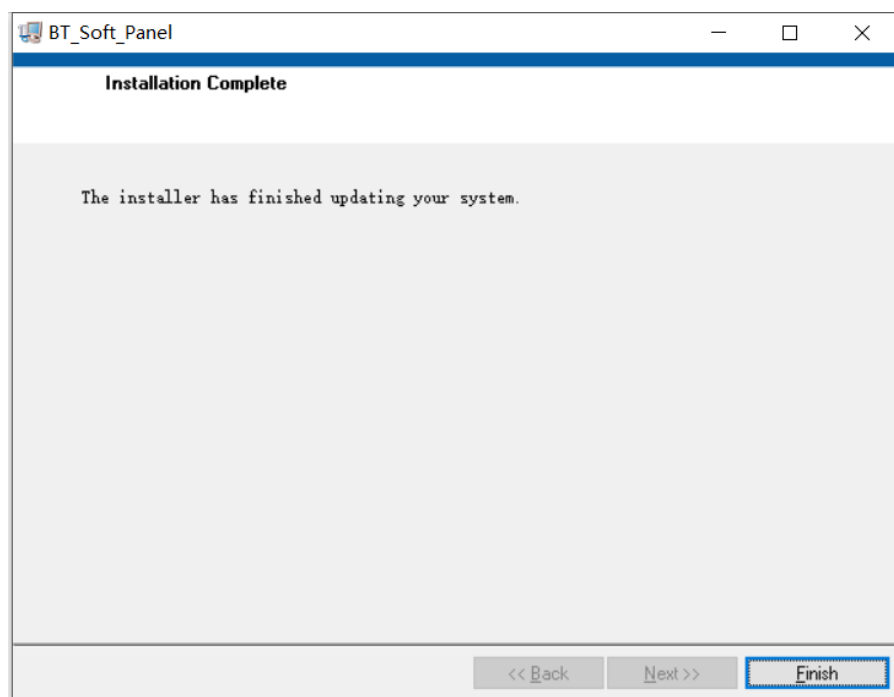 BT_Soft_Panel
Installation Complete
The installer has finished updating your system.
<< Back
Next >>
Finish